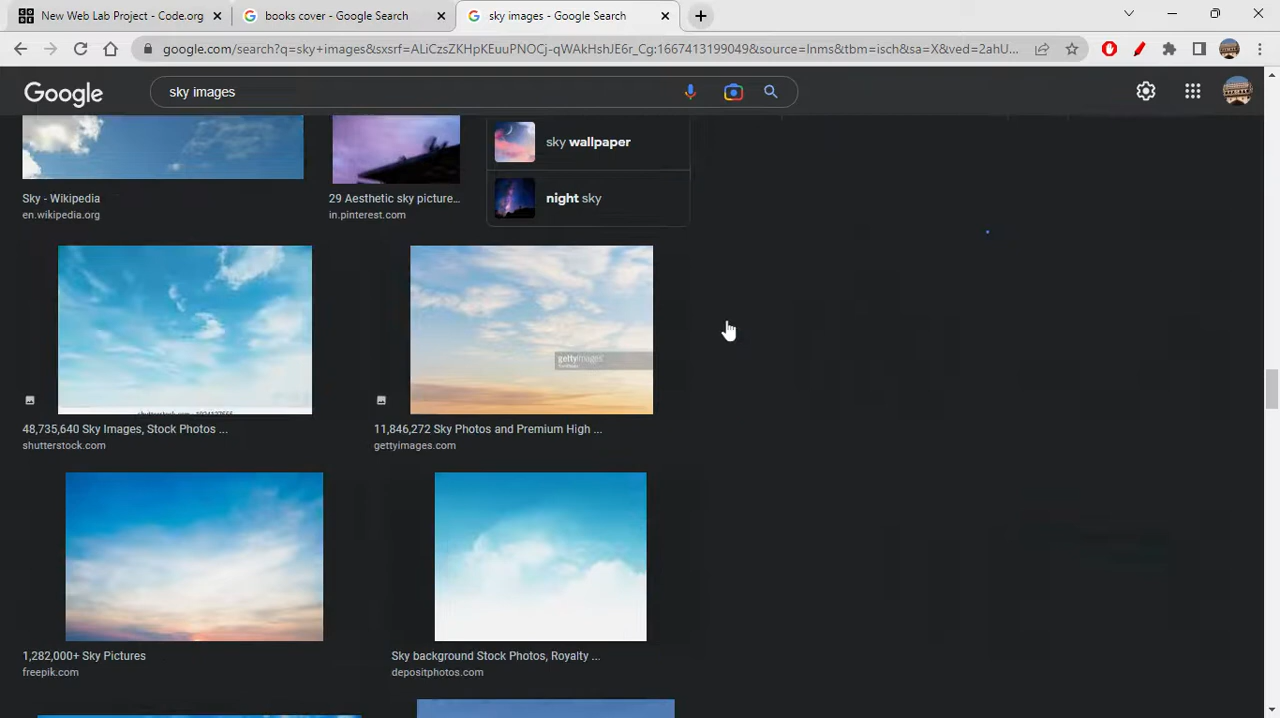 New Web Lab Project - Code.org
books cover - Google Search
sky images - Google Search
google.com/search?q=sky+images&sxsrf=ALiCzsZKHpKEuuPNOCj-qWAkHshJE6r_Cg:1667413199049&source=lnms&tbm=isch&sa=X&ved=2ahU...
Google
sky images
sky wallpaper
night sky
Sky - Wikipedia
en.wikipedia.org
29 Aesthetic sky picture...
in.pinterest.com
gettyimages
48,735,640 Sky Images, Stock Photos ...
shutterstock.com
11,846,272 Sky Photos and Premium High ...
gettyimages.com
1,282,000+ Sky Pictures
freepik.com
Sky background Stock Photos, Royalty ...
depositphotos.com